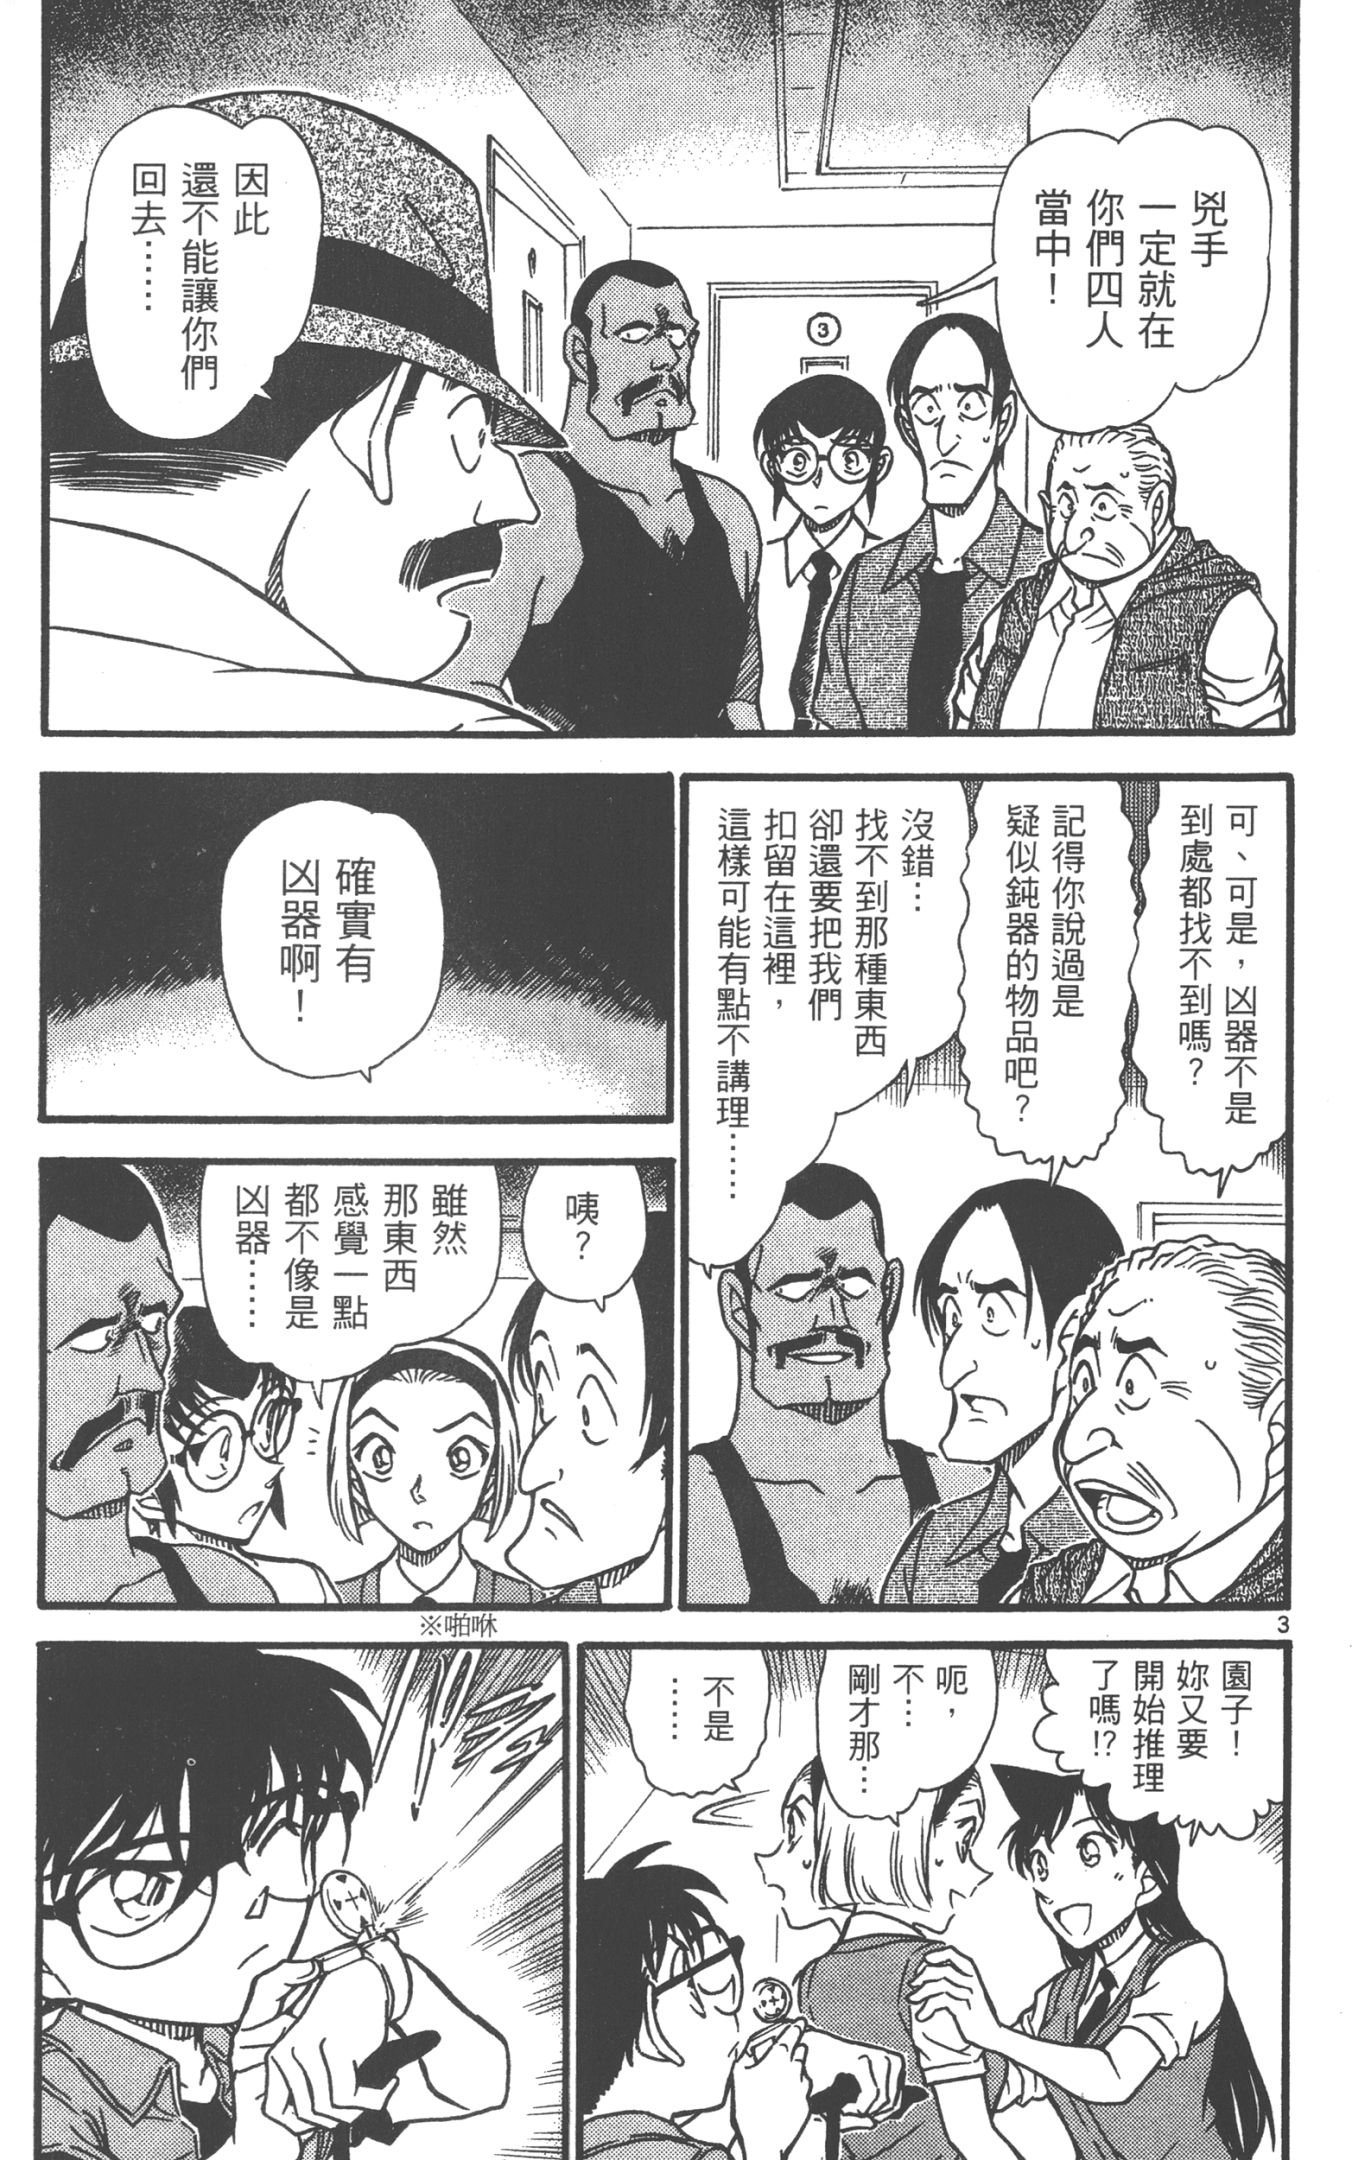 兇手
一定就在
你們四人
當中！
因此
還不能讓你們
回去……
3
可、可是，凶器不是
到處都找不到嗎？
記得你說過是
疑似鈍器的物品吧？
沒錯…
找不到那種東西
卻還要把我們
扣留在這裡，
這樣可能有點不講理……
確實有
凶器啊！
咦？
雖然
那東西
感覺一點
都不像是
凶器……
※啪咻
3
園子！
妳又要
開始推理
了嗎!?
呃，
不…
剛才那…
不是
……